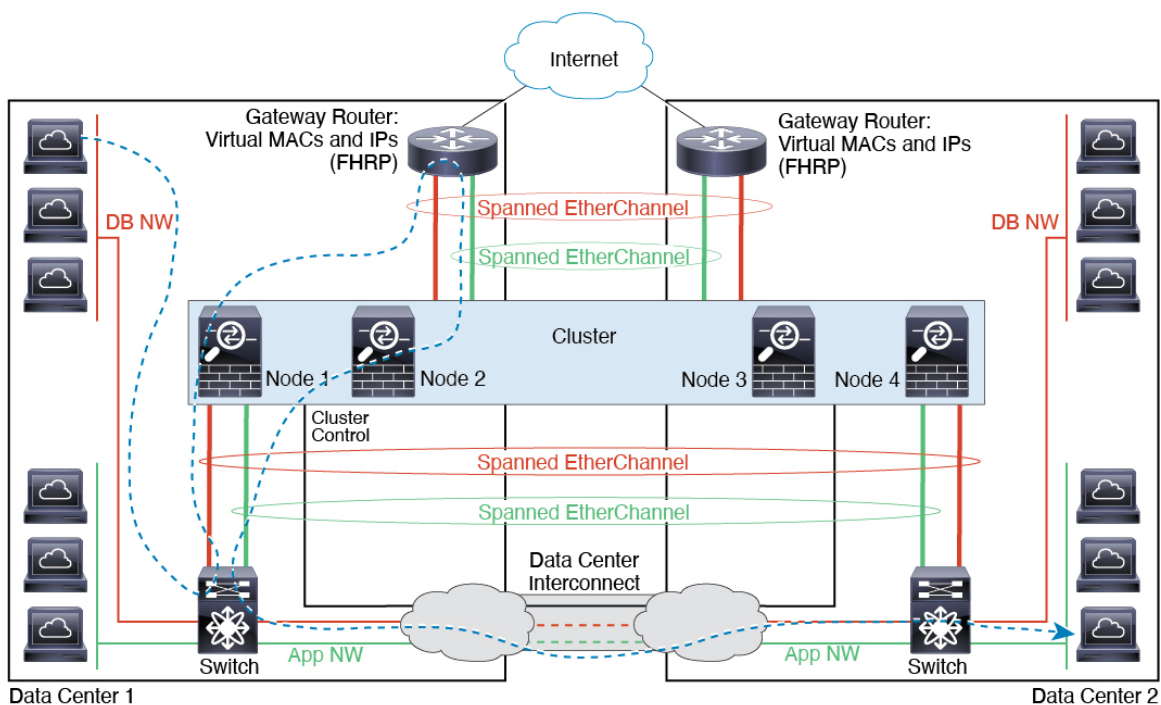 Internet
Gateway Router:
Virtual MACs and IPs
(FHRP)
Gateway Router:
Virtual MACs and IPs
(FHRP)
DB NW
Spanned EtherChannel
DB NW
Spanned EtherChannel
Cluster
Node 1
Node 2
Node 3
Node 4
Cluster
Control
Spanned EtherChannel
Spanned EtherChannel
Data Center
Interconnect
App NW
App NW
Switch
Switch
Data Center 1
Data Center 2